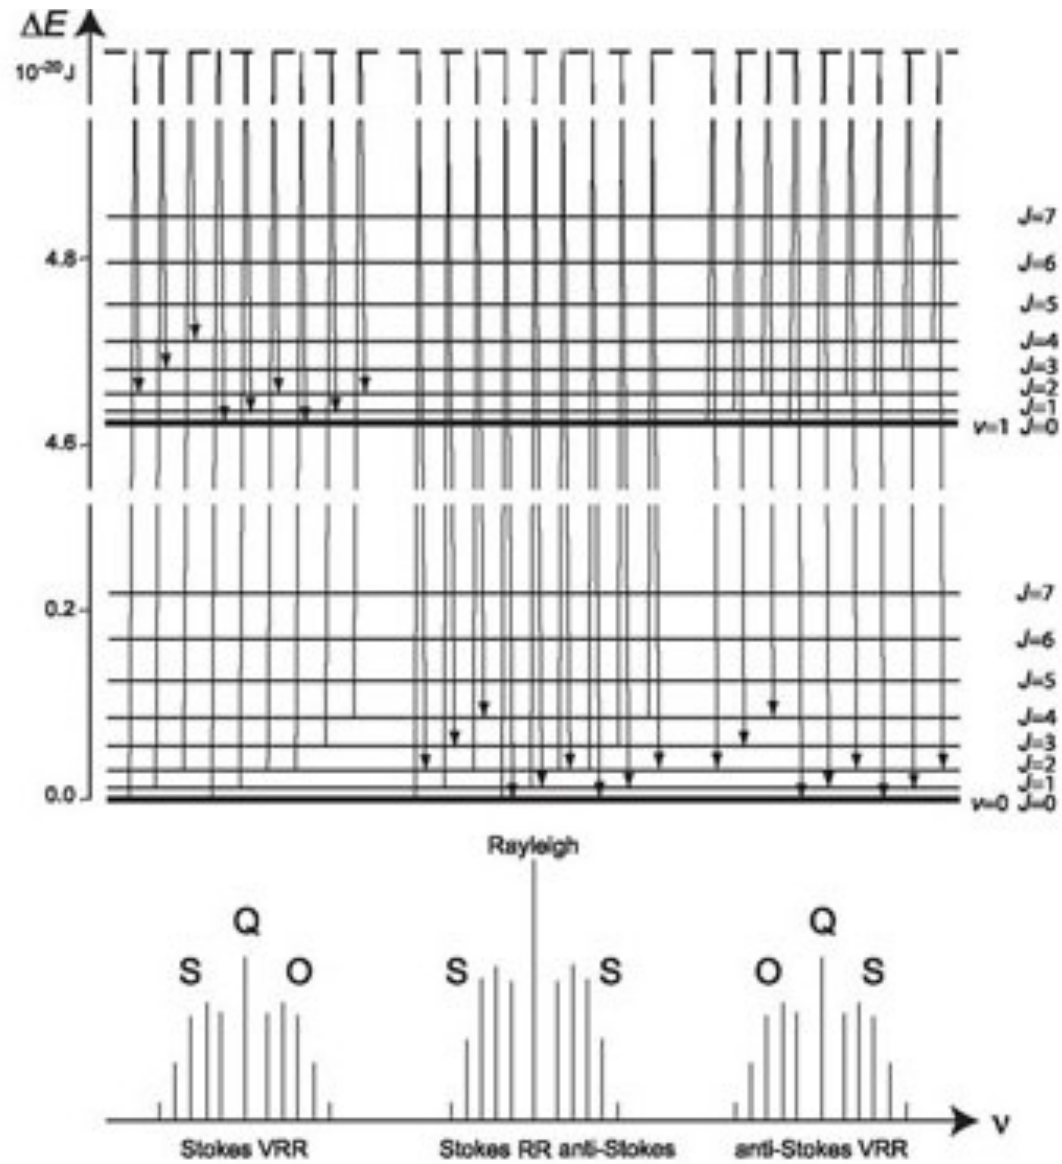 ΔE
10⁻²⁰J
J=7
4.8
J=6
J=5
J=4
J=3
J=2
J=1
ν=1 J=0
4.6
J=7
0.2
J=6
J=5
J=4
J=3
J=2
J=1
0.0
ν=0 J=0
Rayleigh
Q Q
S O S S O S
ν
Stokes VRR Stokes RR anti-Stokes anti-Stokes VRR